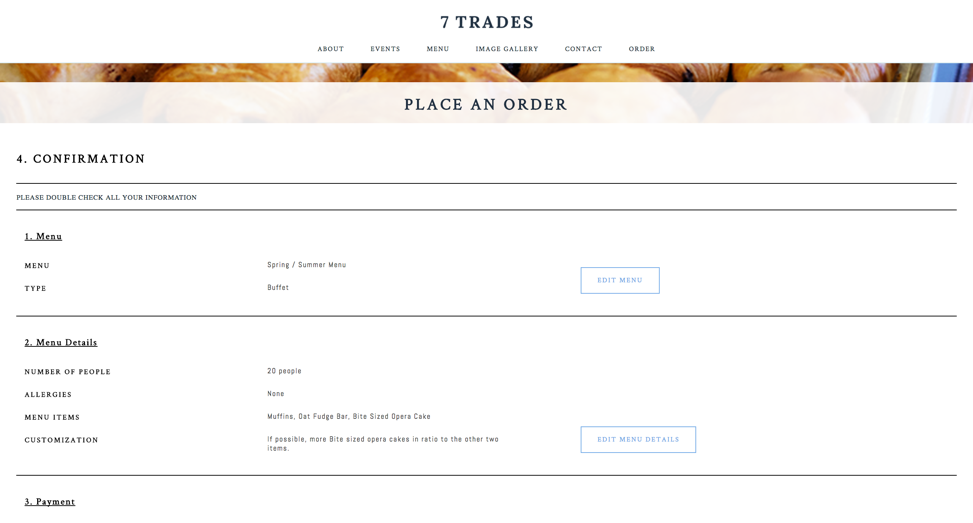 7 TRADES
ABOUT EVENTS MENU IMAGE GALLERY CONTACT ORDER
PLACE AN ORDER
4. CONFIRMATION
PLEASE DOUBLE CHECK ALL YOUR INFORMATION
1. Menu
MENU Spring / Summer Menu
EDIT MENU
TYPE Buffet
2. Menu Details
NUMBER OF PEOPLE 20 people
ALLERGIES None
MENU ITEMS Muffins, Oat Fudge Bar, Bite Sized Opera Cake
CUSTOMIZATION If possible, more Bite sized opera cakes in ratio to the other two
items.
EDIT MENU DETAILS
3. Payment